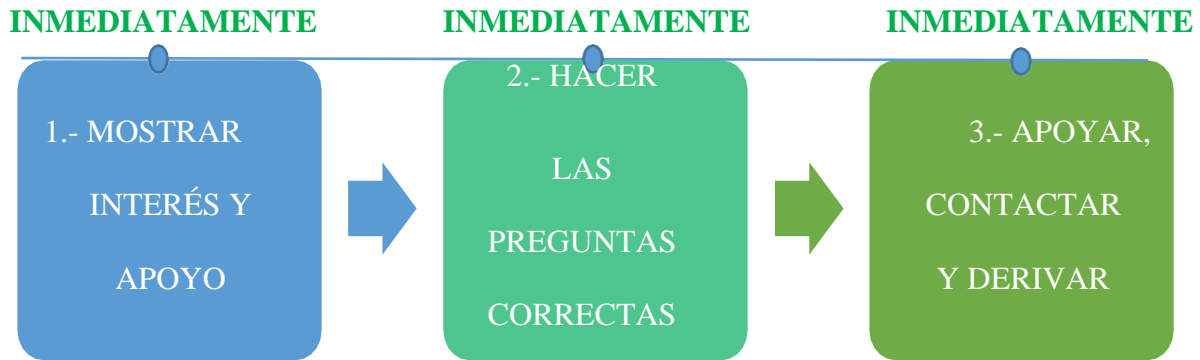 INMEDIATAMENTE
INMEDIATAMENTE
INMEDIATAMENTE
1.- MOSTRAR
INTERÉS Y
APOYO
2.- HACER
LAS
PREGUNTAS
CORRECTAS
3.- APOYAR,
CONTACTAR
Y DERIVAR